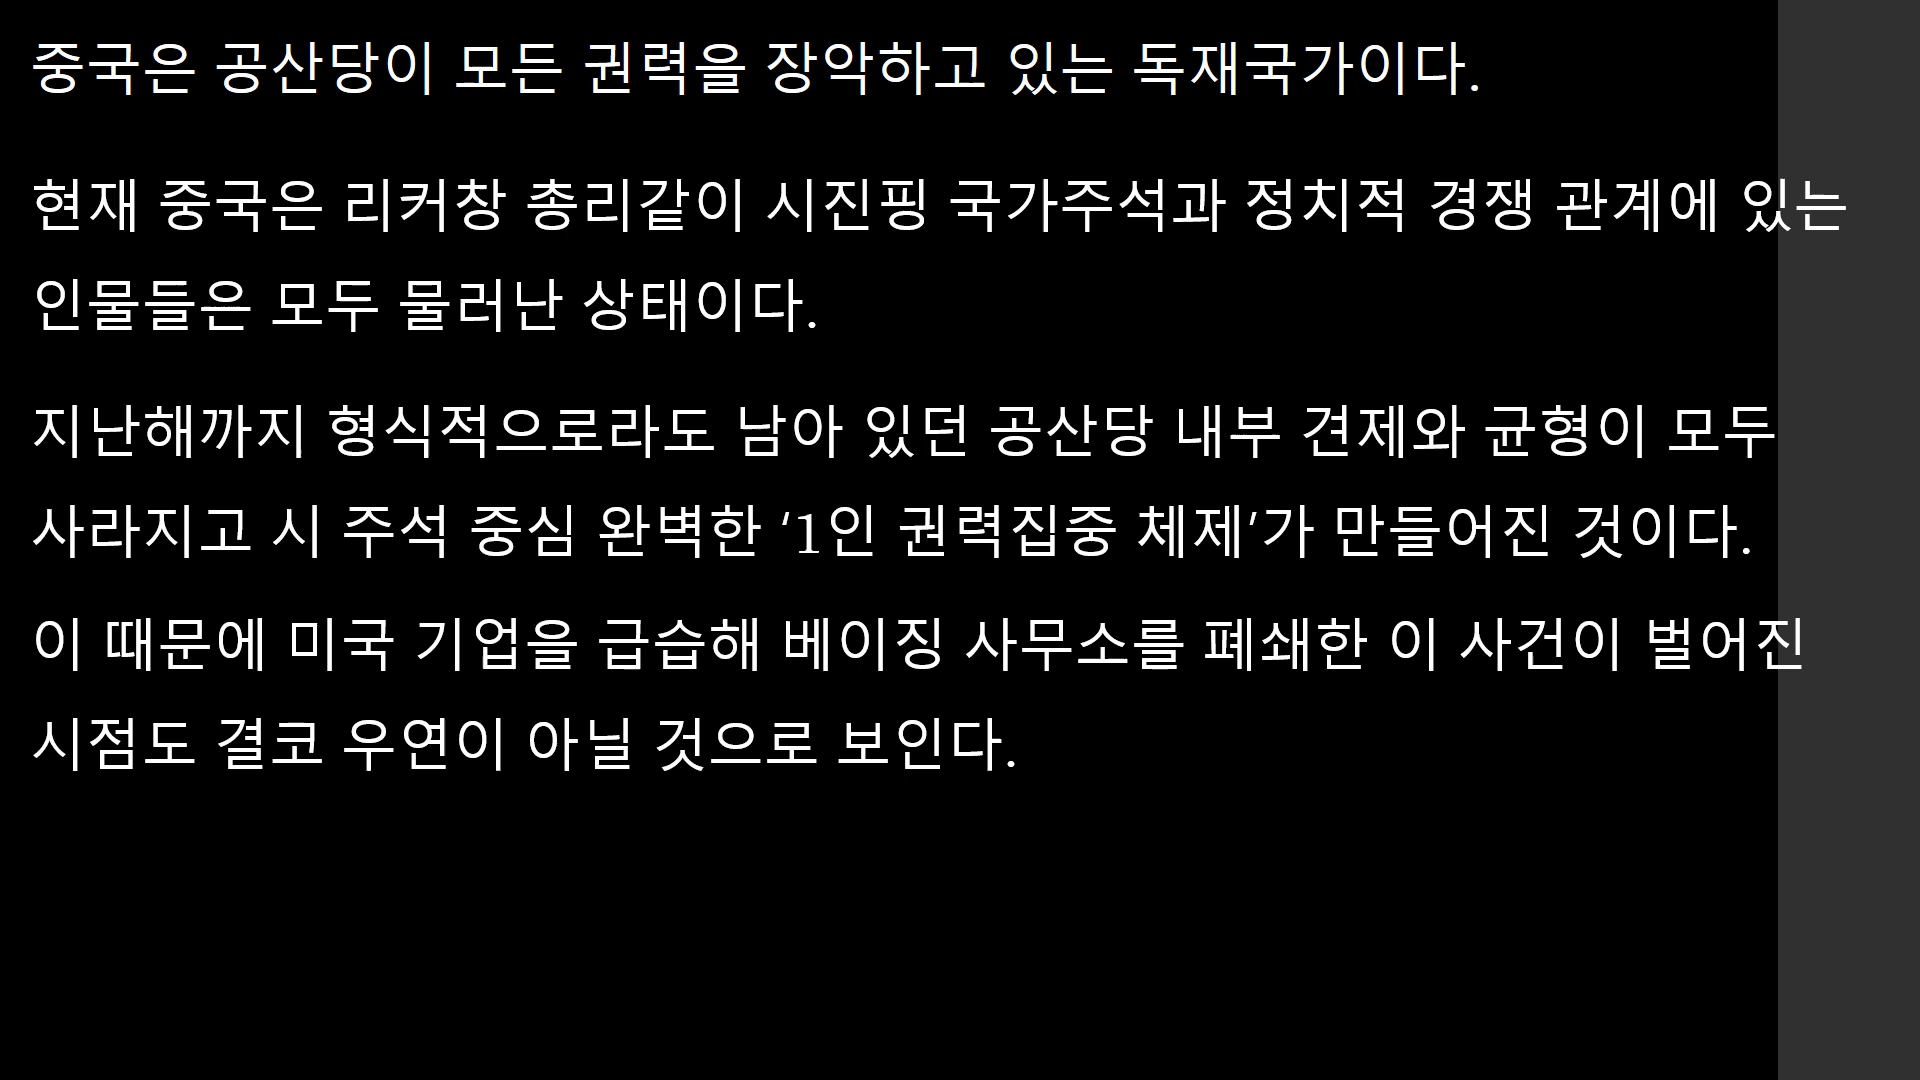 중국은 공산당이 모든 권력을 장악하고 있는 독재국가이다.
현재 중국은 리커창 총리같이 시진핑 국가주석과 정치적 경쟁 관계에 있는
인물들은 모두 물러난 상태이다.
지난해까지 형식적으로라도 남아 있던 공산당 내부 견제와 균형이 모두
사라지고 시 주석 중심 완벽한 ‘1인 권력집중 체제’가 만들어진 것이다.
이 때문에 미국 기업을 급습해 베이징 사무소를 폐쇄한 이 사건이 벌어진
시점도 결코 우연이 아닐 것으로 보인다.